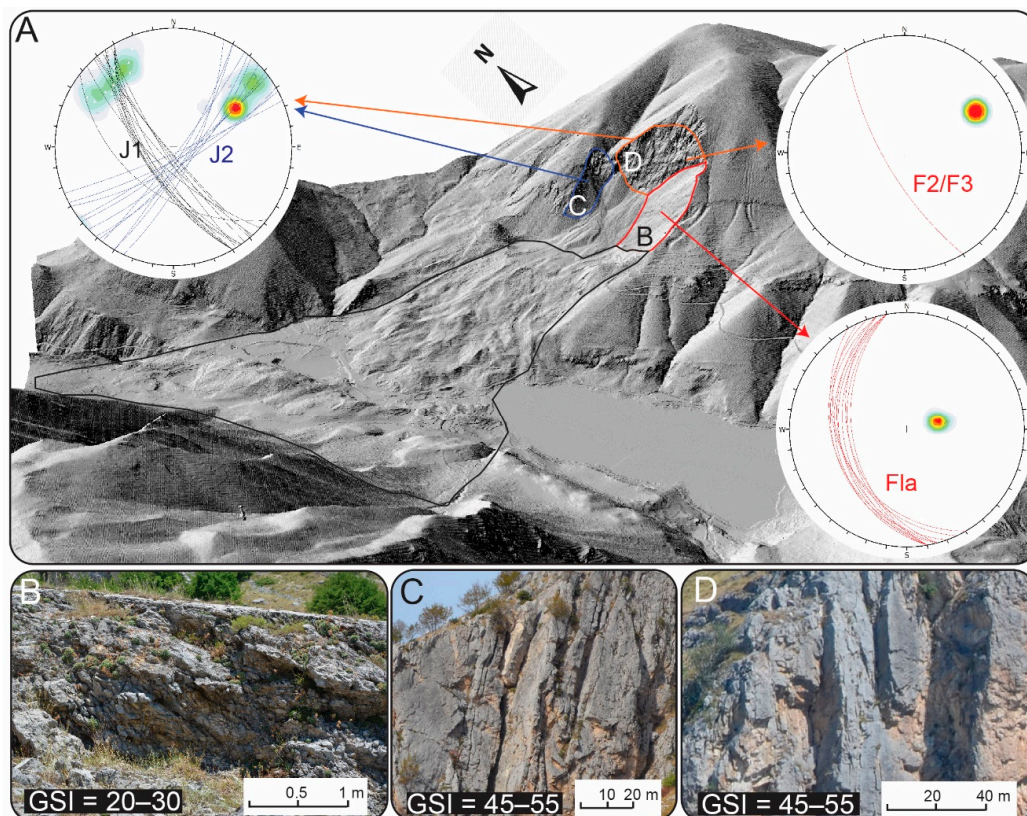 A
N
W
E
S
J1
J2
N
D
C
B
N
W
E
S
F2/F3
N
W
E
S
Fla
B
GSI = 20–30
0.5 1 m
C
GSI = 45–55
10 20 m
D
GSI = 45–55
20 40 m